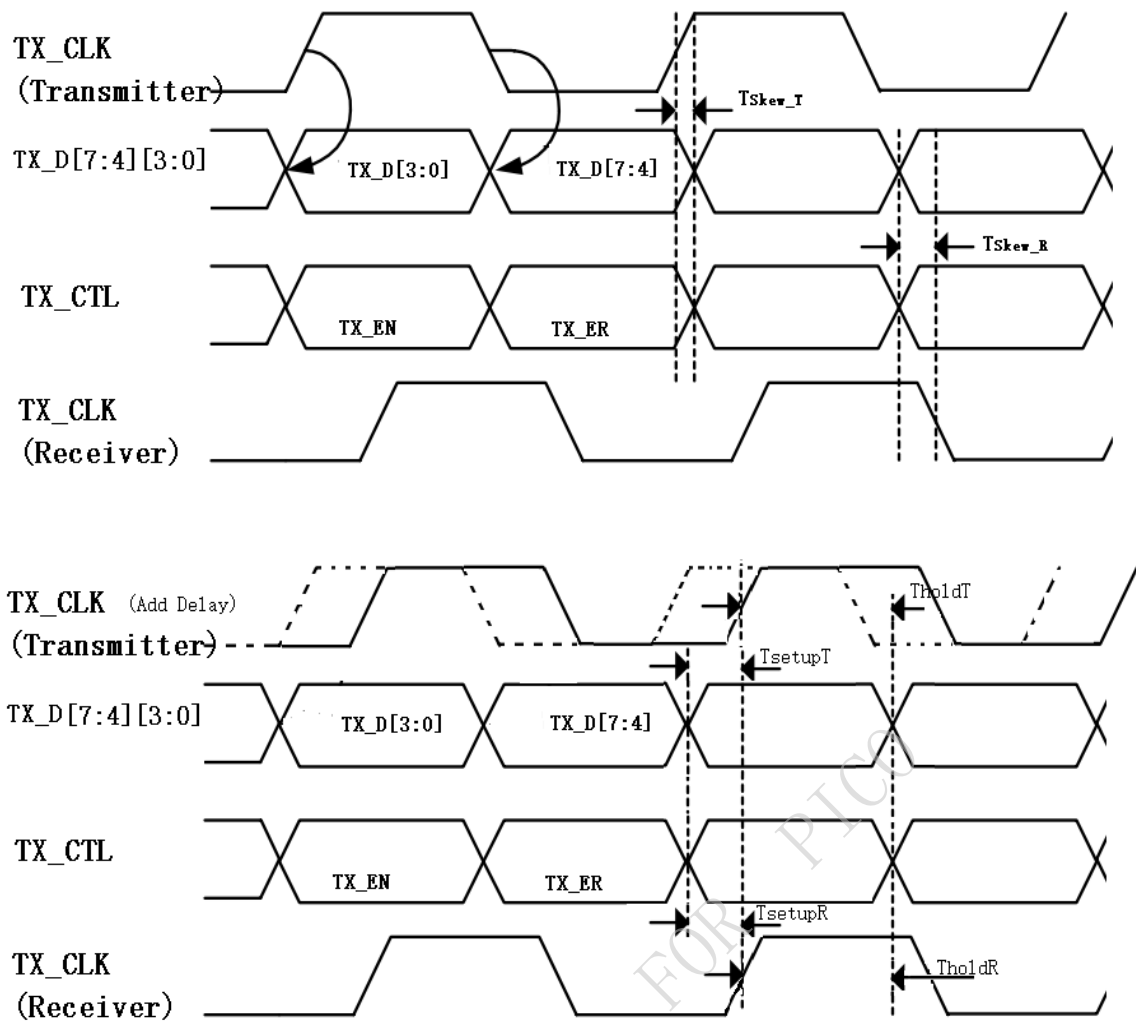 TX_CLK
(Transmitter)
Tskew_T
TX_D[7:4][3:0]
TX_D[3:0]
TX_D[7:4]
Tskew_R
TX_CTL
TX_EN
TX_ER
TX_CLK
(Receiver)
TX_CLK (Add Delay)
(Transmitter)
TholdT
TsetupT
TX_D[7:4][3:0]
TX_D[3:0]
TX_D[7:4]
TX_CTL
TX_EN
TX_ER
TsetupR
TX_CLK
(Receiver)
TholdR
FOR PICO